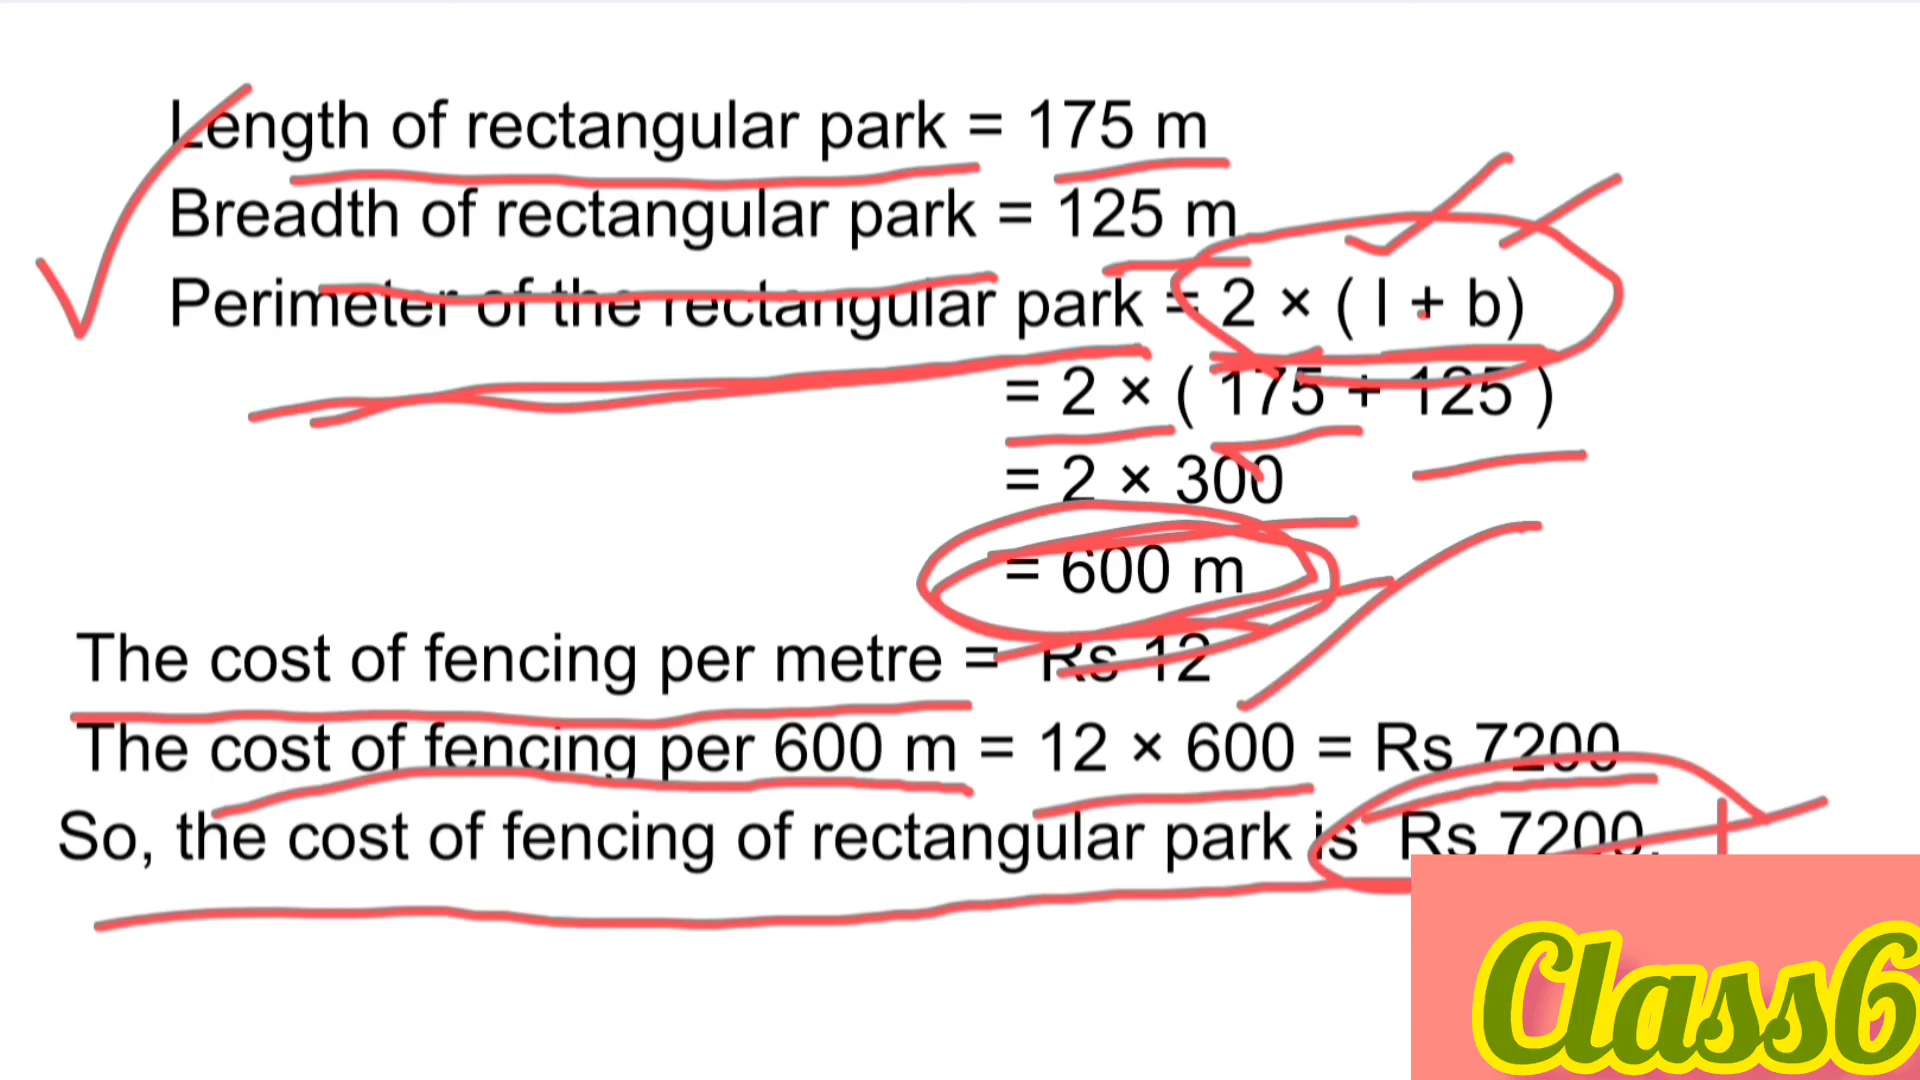 Length of rectangular park = 175 m
Breadth of rectangular park = 125 m
Perimeter of the rectangular park = 2 × ( l + b)
= 2 × ( 175 + 125 )
= 2 × 300
= 600 m
The cost of fencing per metre = Rs 12
The cost of fencing per 600 m = 12 × 600 = Rs 7200
So, the cost of fencing of rectangular park is Rs 7200.
Class6